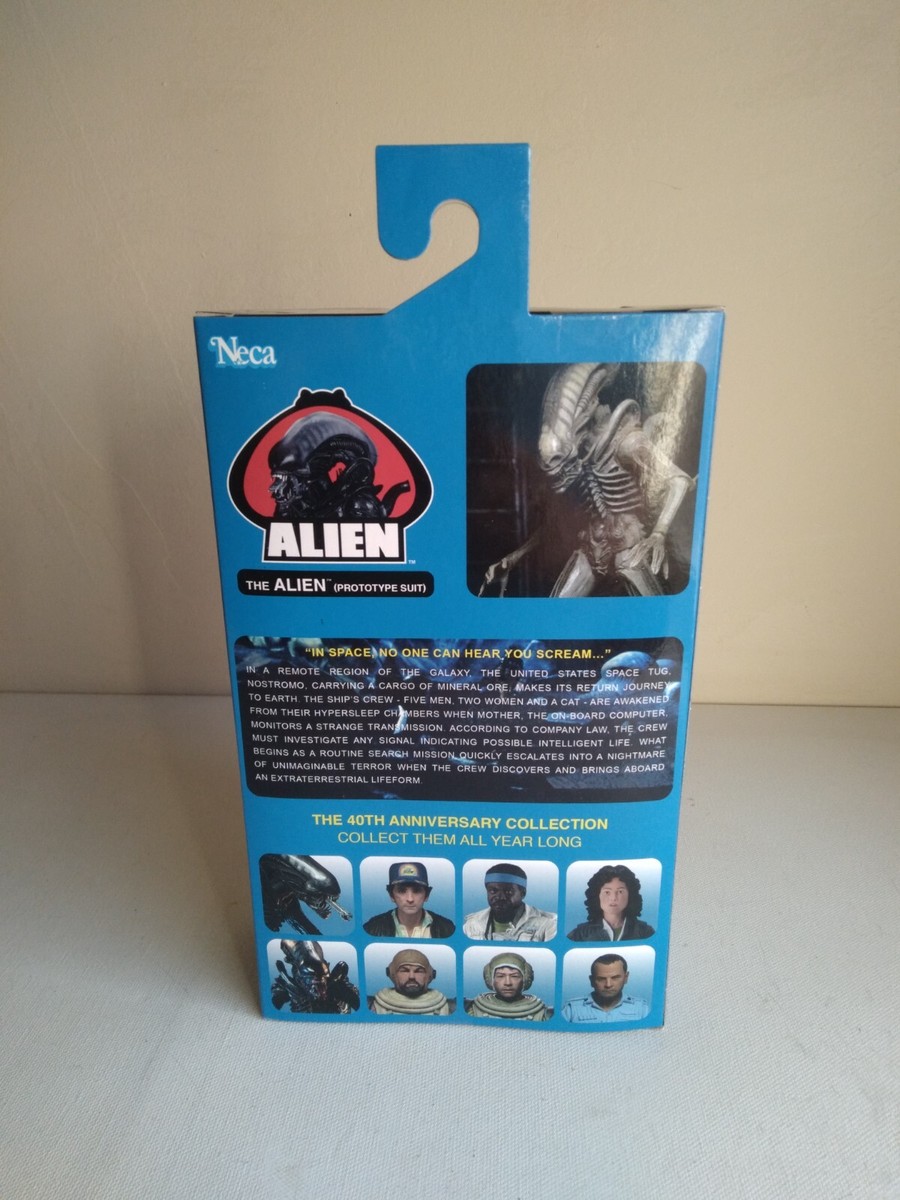 Neca
ALIEN™
THE ALIEN™ (PROTOTYPE SUIT)
"IN SPACE, NO ONE CAN HEAR YOU SCREAM..."
IN A REMOTE REGION OF THE GALAXY, THE UNITED STATES SPACE TUG,
NOSTROMO, CARRYING A CARGO OF MINERAL ORE, MAKES ITS RETURN JOURNEY
TO EARTH. THE SHIP'S CREW - FIVE MEN, TWO WOMEN AND A CAT - ARE AWAKENED
FROM THEIR HYPERSLEEP CHAMBERS WHEN MOTHER, THE ON-BOARD COMPUTER,
MONITORS A STRANGE TRANSMISSION. ACCORDING TO COMPANY LAW, THE CREW
MUST INVESTIGATE ANY SIGNAL INDICATING POSSIBLE INTELLIGENT LIFE. WHAT
BEGINS AS A ROUTINE SEARCH MISSION QUICKLY ESCALATES INTO A NIGHTMARE
OF UNIMAGINABLE TERROR WHEN THE CREW DISCOVERS AND BRINGS ABOARD
AN EXTRATERRESTRIAL LIFEFORM.
THE 40TH ANNIVERSARY COLLECTION
COLLECT THEM ALL YEAR LONG